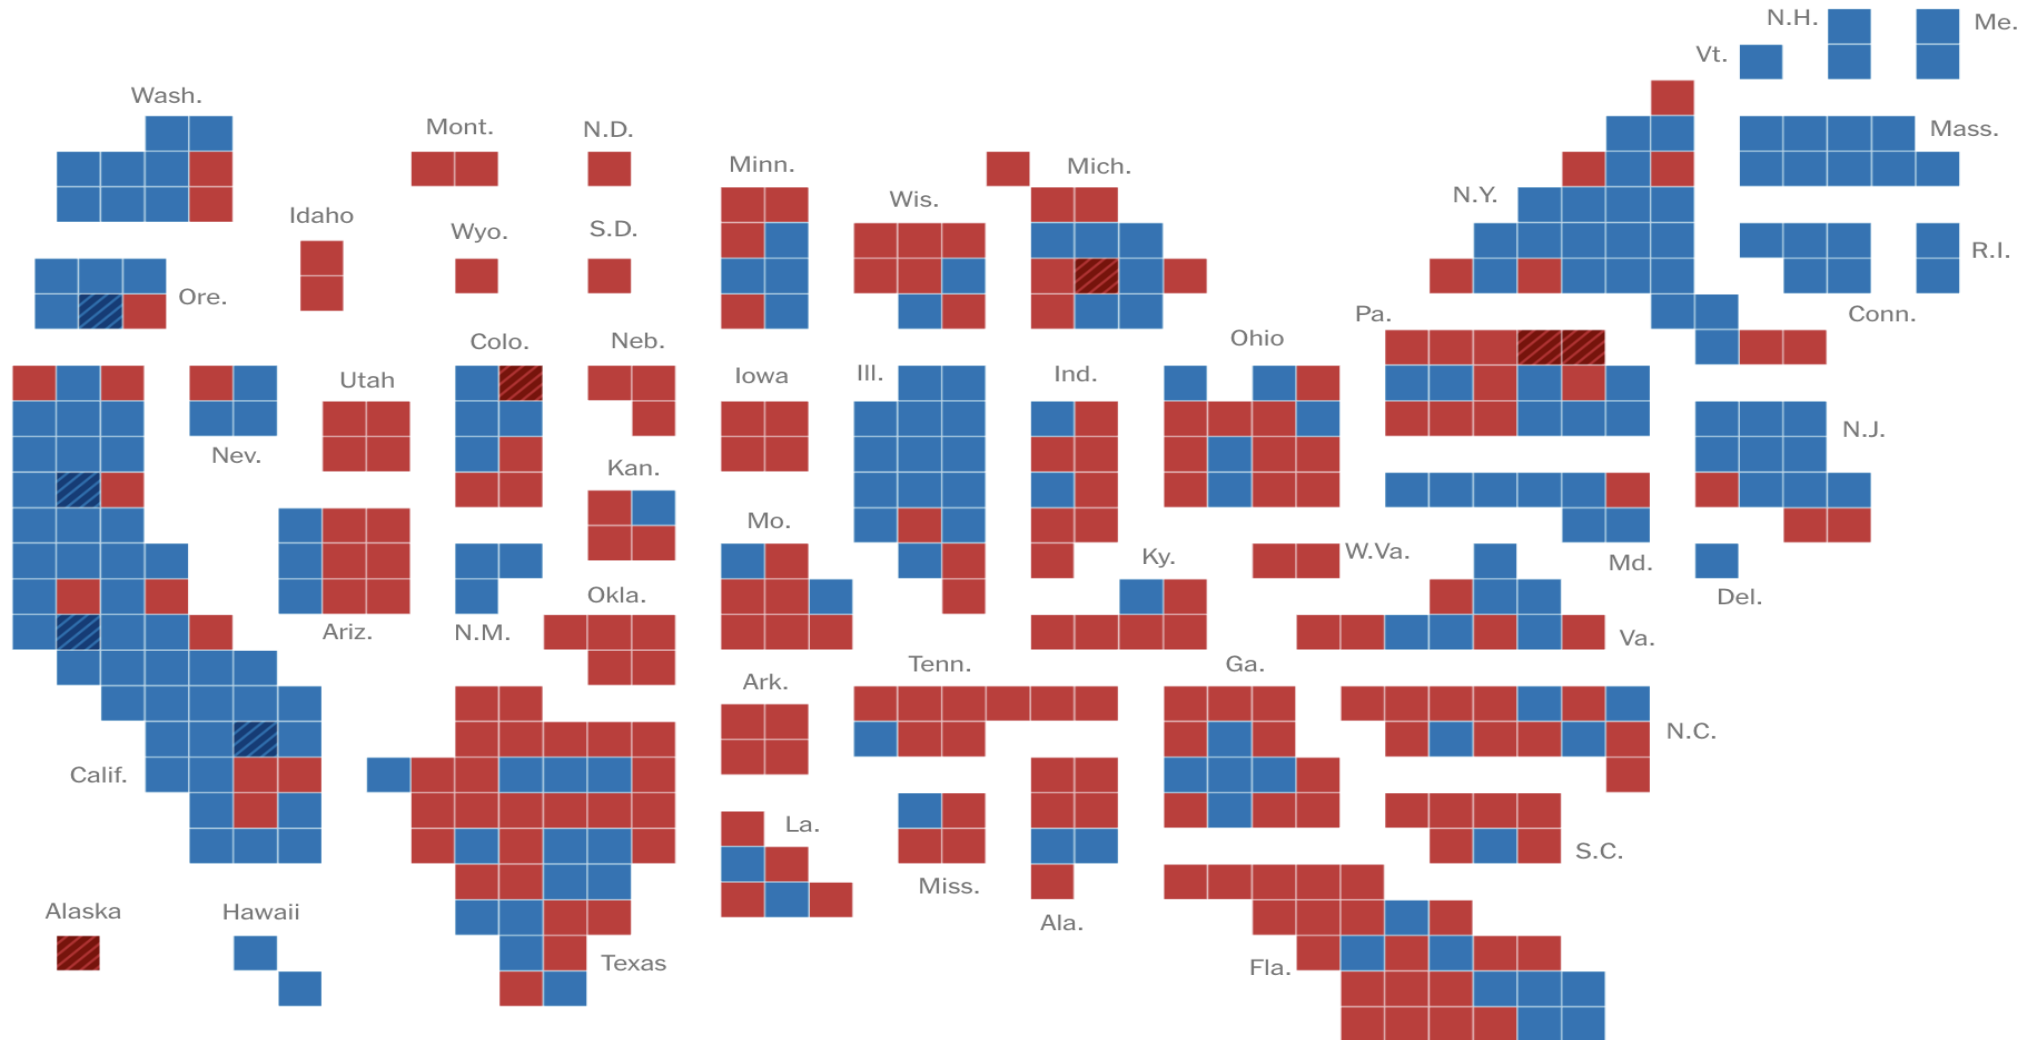 N.H.
Me.
Vt.
Wash.
Mont.
N.D.
Mass.
Minn.
Mich.
N.Y.
Wis.
Idaho
Wyo.
S.D.
R.I.
Ore.
Pa.
Conn.
Colo.
Neb.
Ohio
Utah
Iowa
Ill.
Ind.
N.J.
Nev.
Kan.
Mo.
W.Va.
Ky.
Md.
Okla.
Del.
Ariz.
N.M.
Va.
Tenn.
Ga.
Ark.
N.C.
Calif.
La.
S.C.
Miss.
Alaska
Hawaii
Ala.
Texas
Fla.